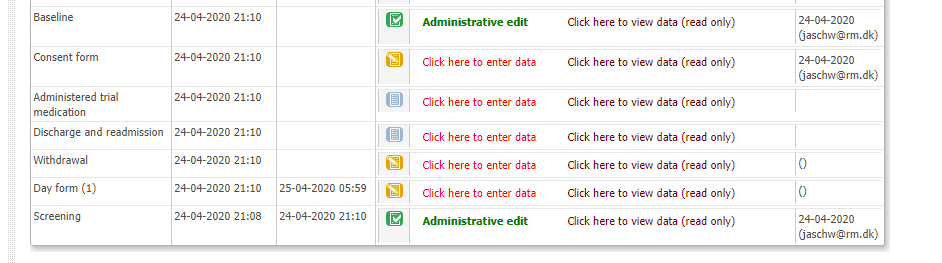 Baseline 24-04-2020 21:10 Administrative edit Click here to view data (read only) 24-04-2020
(jaschw@rm.dk)
Consent form 24-04-2020 21:10 Click here to enter data Click here to view data (read only) 24-04-2020
(jaschw@rm.dk)
Administered trial 24-04-2020 21:10 Click here to enter data Click here to view data (read only)
medication
Discharge and readmission 24-04-2020 21:10 Click here to enter data Click here to view data (read only)
Withdrawal 24-04-2020 21:10 Click here to enter data Click here to view data (read only) ()
Day form (1) 24-04-2020 21:10 25-04-2020 05:59 Click here to enter data Click here to view data (read only) ()
Screening 24-04-2020 21:08 24-04-2020 21:10 Administrative edit Click here to view data (read only) 24-04-2020
(jaschw@rm.dk)